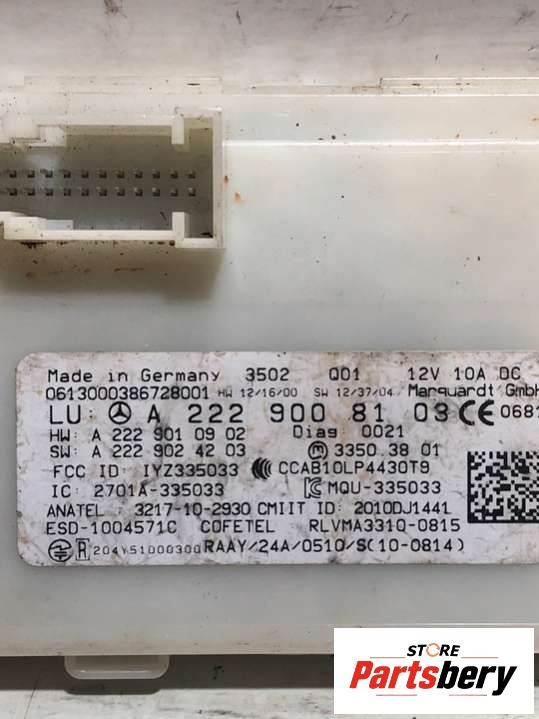 Made in Germany 3502 Q01 12V 10A DC
0613000386728001 HW 12/16/00 SW 12/37/04 Marquardt GmbH
LU: A 222 900 81 03 CE 0681
HW: A 222 901 09 02 Diag 0021
SW: A 222 902 42 03 3350.3801
FCC ID: IYZ335033 CCAB10LP4430T9
IC: 2701A-335033 MQU-335033
ANATEL: 3217-10-2930 CMIIT ID: 2010DJ1441
ESD-1004571C COFETEL RLVMA331Q-0815
R 204 RAAY/24A/0510/S(10-0814)
STORE
Partsbery